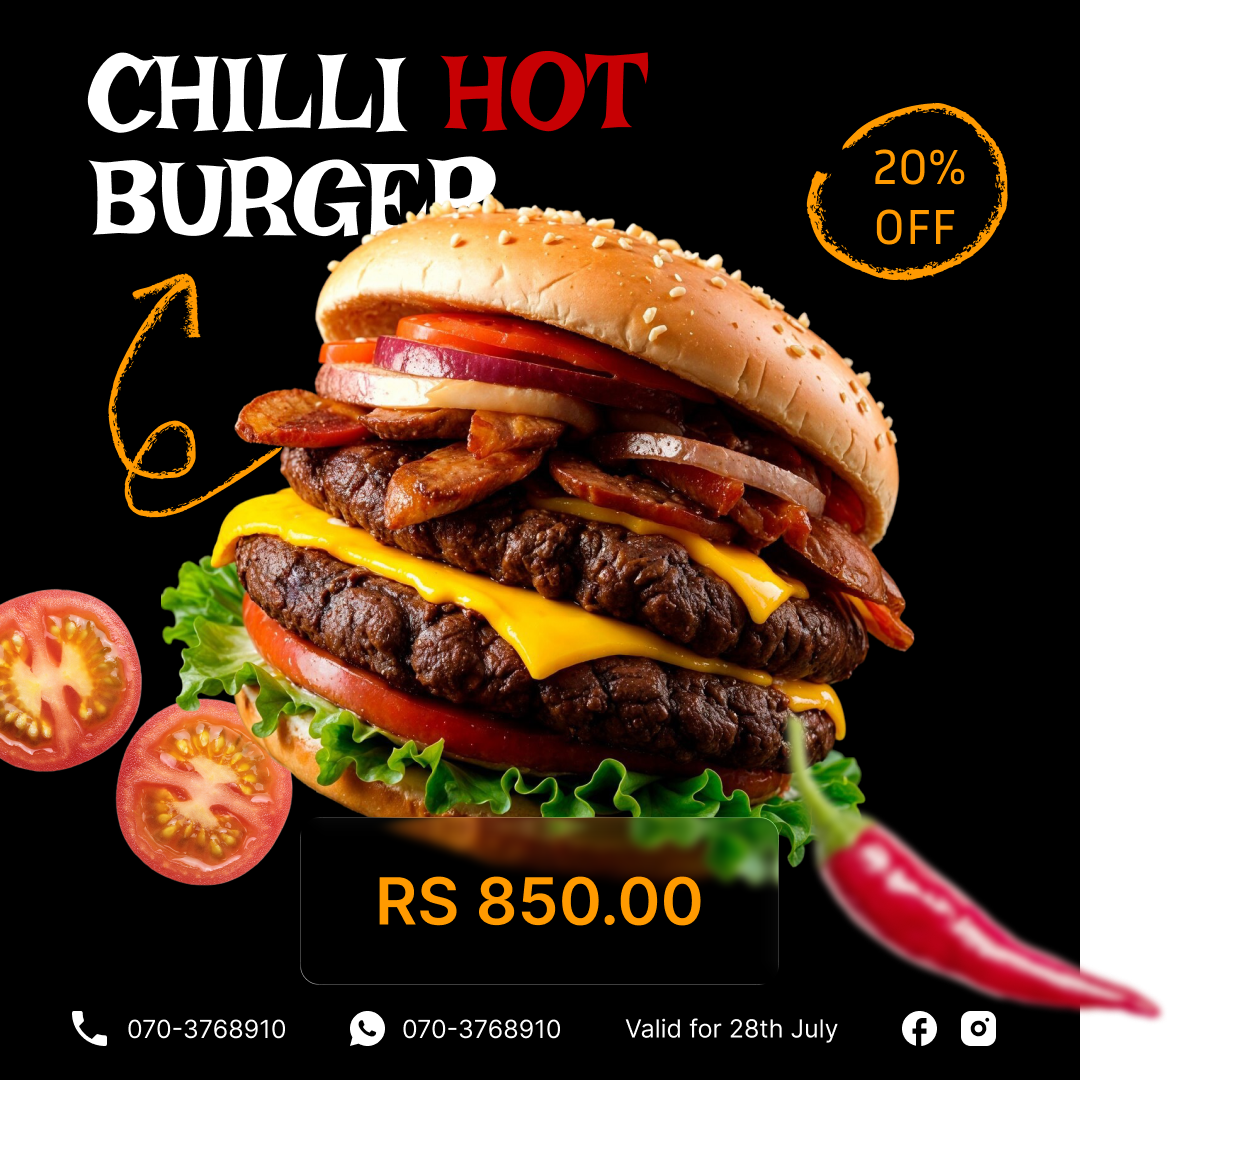 CHILLI HOT
BURGER
20%
OFF
RS 850.00
070-3768910
070-3768910
Valid for 28th July